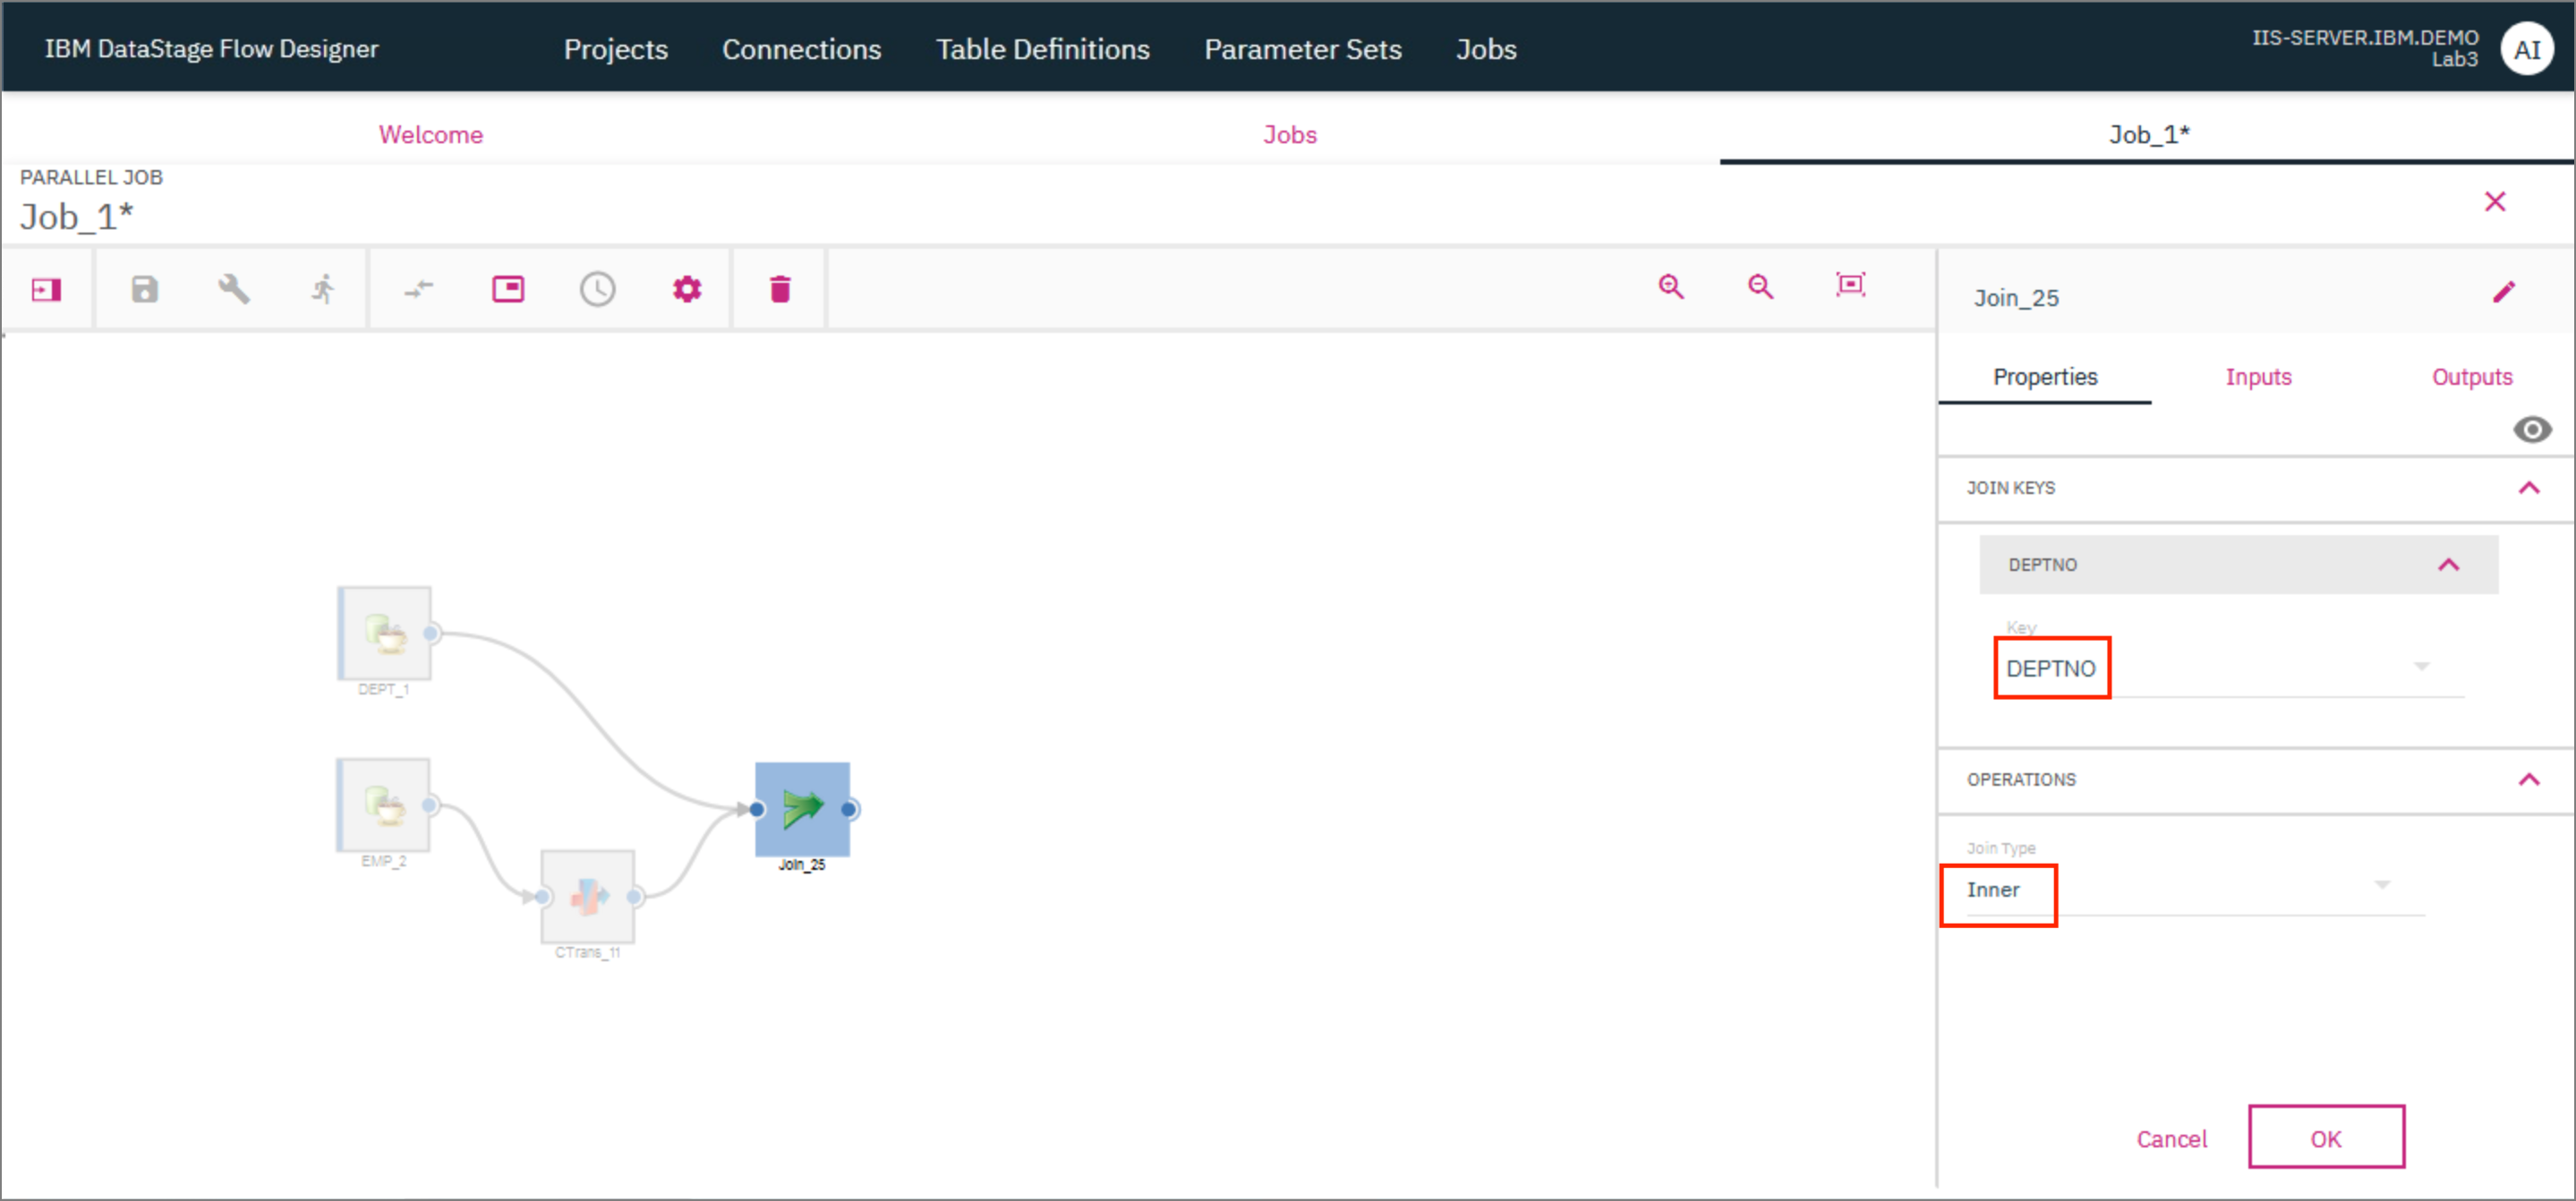 IBM DataStage Flow Designer
Projects
Connections
Table Definitions
Parameter Sets
Jobs
IIS-SERVER.IBM.DEMO
Lab3
AI
Welcome
Jobs
Job_1*
PARALLEL JOB
Job_1*
Join_25
Properties
Inputs
Outputs
JOIN KEYS
DEPTNO
Key
DEPTNO
OPERATIONS
Join Type
Inner
Cancel
OK
DEPT_1
EMP_2
CTrans_11
Join_25